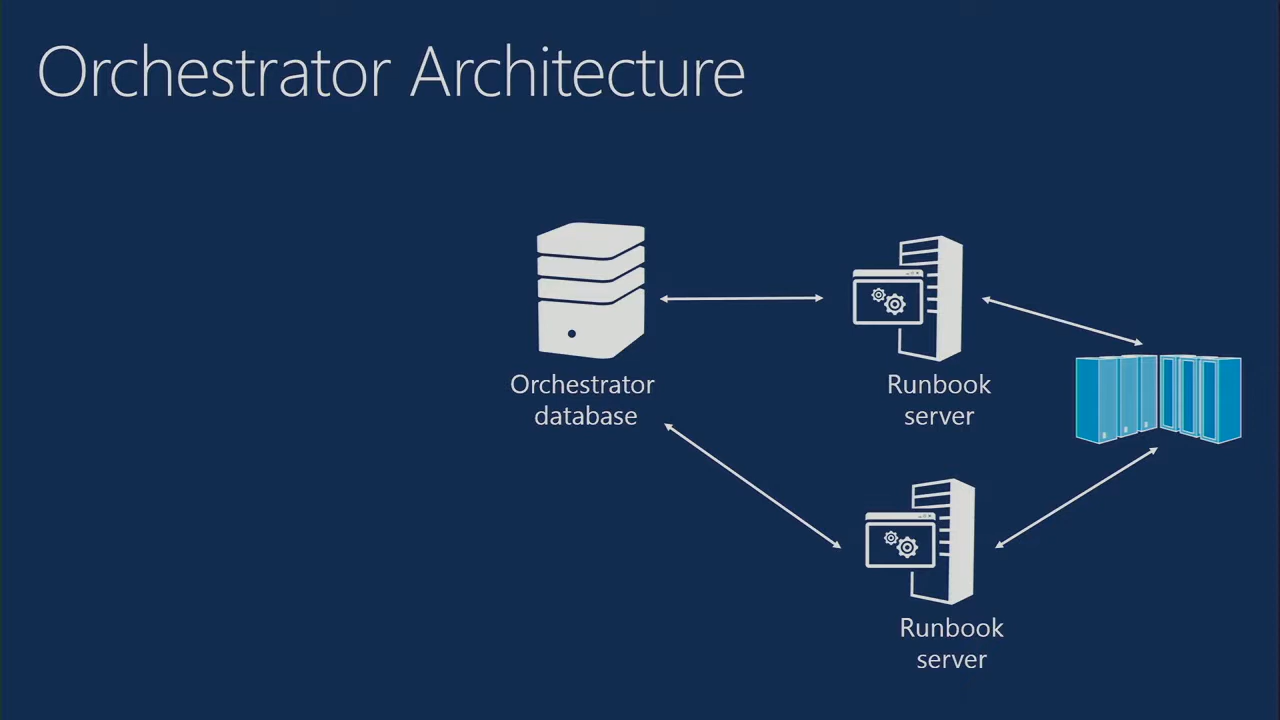 Orchestrator Architecture
Orchestrator
database
Runbook
server
Runbook
server